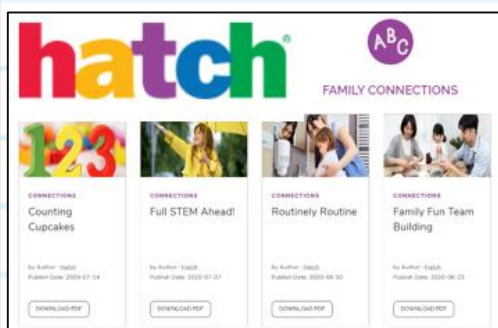 hatch®
ABC
FAMILY CONNECTIONS
123
CONNECTIONS
Counting
Cupcakes
by Author: Hatch
Publish Date: 2020-07-14
DOWNLOAD PDF
CONNECTIONS
Full STEM Ahead!
by Author: Hatch
Publish Date: 2020-07-07
DOWNLOAD PDF
CONNECTIONS
Routinely Routine
by Author: Hatch
Publish Date: 2020-06-30
DOWNLOAD PDF
CONNECTIONS
Family Fun Team
Building
by Author: Hatch
Publish Date: 2020-06-23
DOWNLOAD PDF